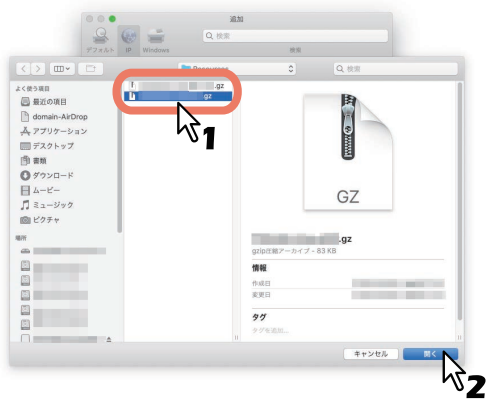 追加
デフォルト IP Windows
検索
検索
Resources
検索
よく使う項目
最近の項目
domain-AirDrop
アプリケーション
デスクトップ
書類
ダウンロード
ムービー
ミュージック
ピクチャ
場所
.gz
gz
1
GZ
.gz
gzip圧縮アーカイブ - 83 KB
情報
作成日
変更日
タグ
タグを追加...
キャンセル 開く
2